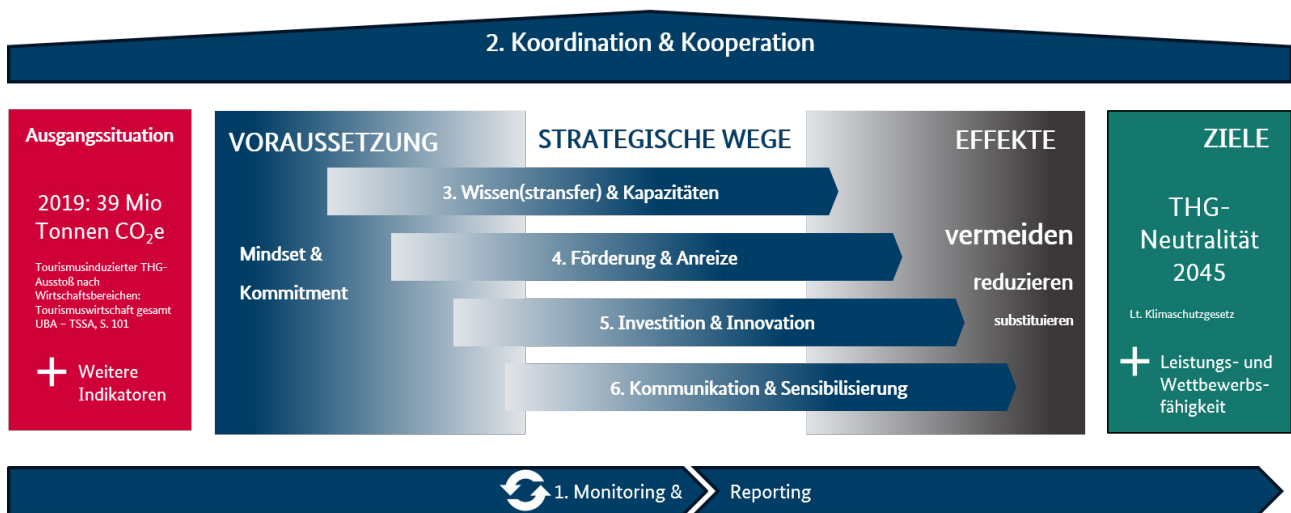 2. Koordination & Kooperation
Ausgangssituation
2019: 39 Mio
Tonnen CO₂e
Tourismusinduzierter THG-
Ausstoß nach
Wirtschaftsbereichen:
Tourismuswirtschaft gesamt
UBA – TSSA, S. 101
+ Weitere
Indikatoren
VORAUSSETZUNG
Mindset &
Kommitment
STRATEGISCHE WEGE
3. Wissen(stransfer) & Kapazitäten
4. Förderung & Anreize
5. Investition & Innovation
6. Kommunikation & Sensibilisierung
EFFEKTE
vermeiden
reduzieren
substituieren
ZIELE
THG-
Neutralität
2045
Lt. Klimaschutzgesetz
+ Leistungs- und
Wettbewerbs-
fähigkeit
1. Monitoring & Reporting